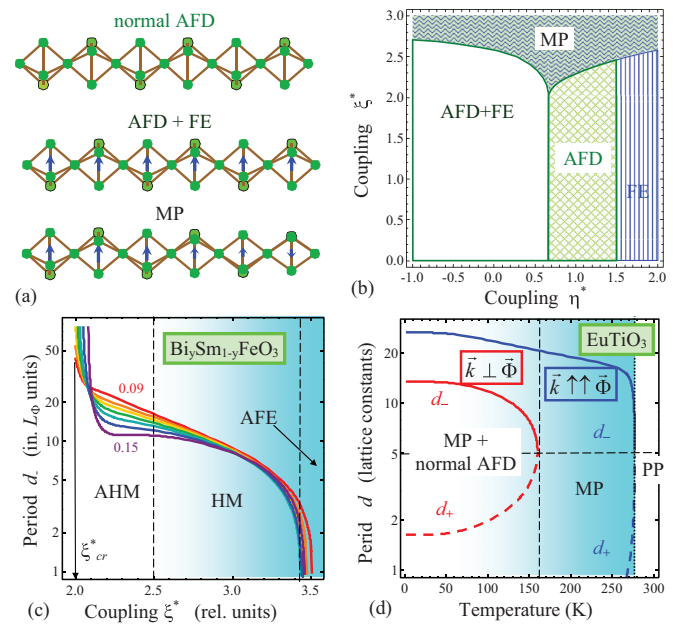 normal AFD
AFD + FE
MP
(a)
3.0
2.5
2.0
1.5
1.0
0.5
0.0
Coupling ξ*
MP
AFD+FE
AFD
FE
-1.0 -0.5 0.0 0.5 1.0 1.5 2.0
Coupling η*
(b)
50
20
10
5
2
1
Period d₋ (in. L_Φ units)
BiySm1-yFeO3
0.09
0.15
AFE
AHM
HM
ξ*cr
2.0 2.5 3.0 3.5
Coupling ξ* (rel. units)
(c)
20
10
5
2
1
Perid d (lattice constants)
EuTiO3
k⃗ ⊥ Φ⃗
k⃗ ↑↑ Φ⃗
d₋
d₋
MP +
normal AFD
PP
MP
d₊
d₊
0 50 100 150 200 250 300
Temperature (K)
(d)